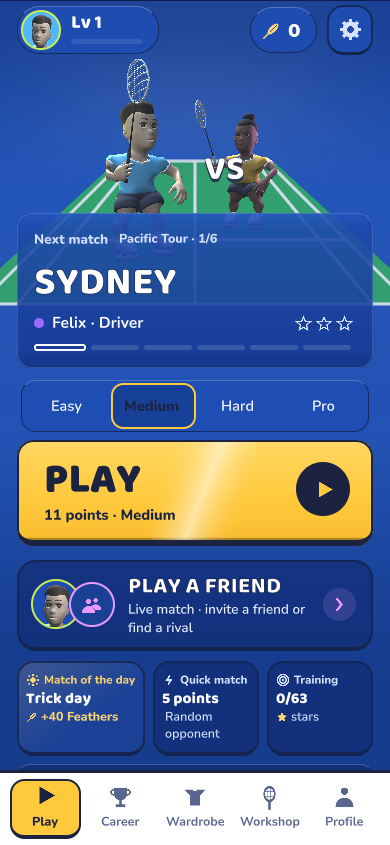 Lv 1
0
VS
Next match Pacific Tour · 1/6
SYDNEY
Felix · Driver
Easy
Medium
Hard
Pro
PLAY
11 points · Medium
PLAY A FRIEND
Live match · invite a friend or
find a rival
Match of the day
Trick day
+40 Feathers
Quick match
5 points
Random
opponent
Training
0/63
stars
Play
Career
Wardrobe
Workshop
Profile